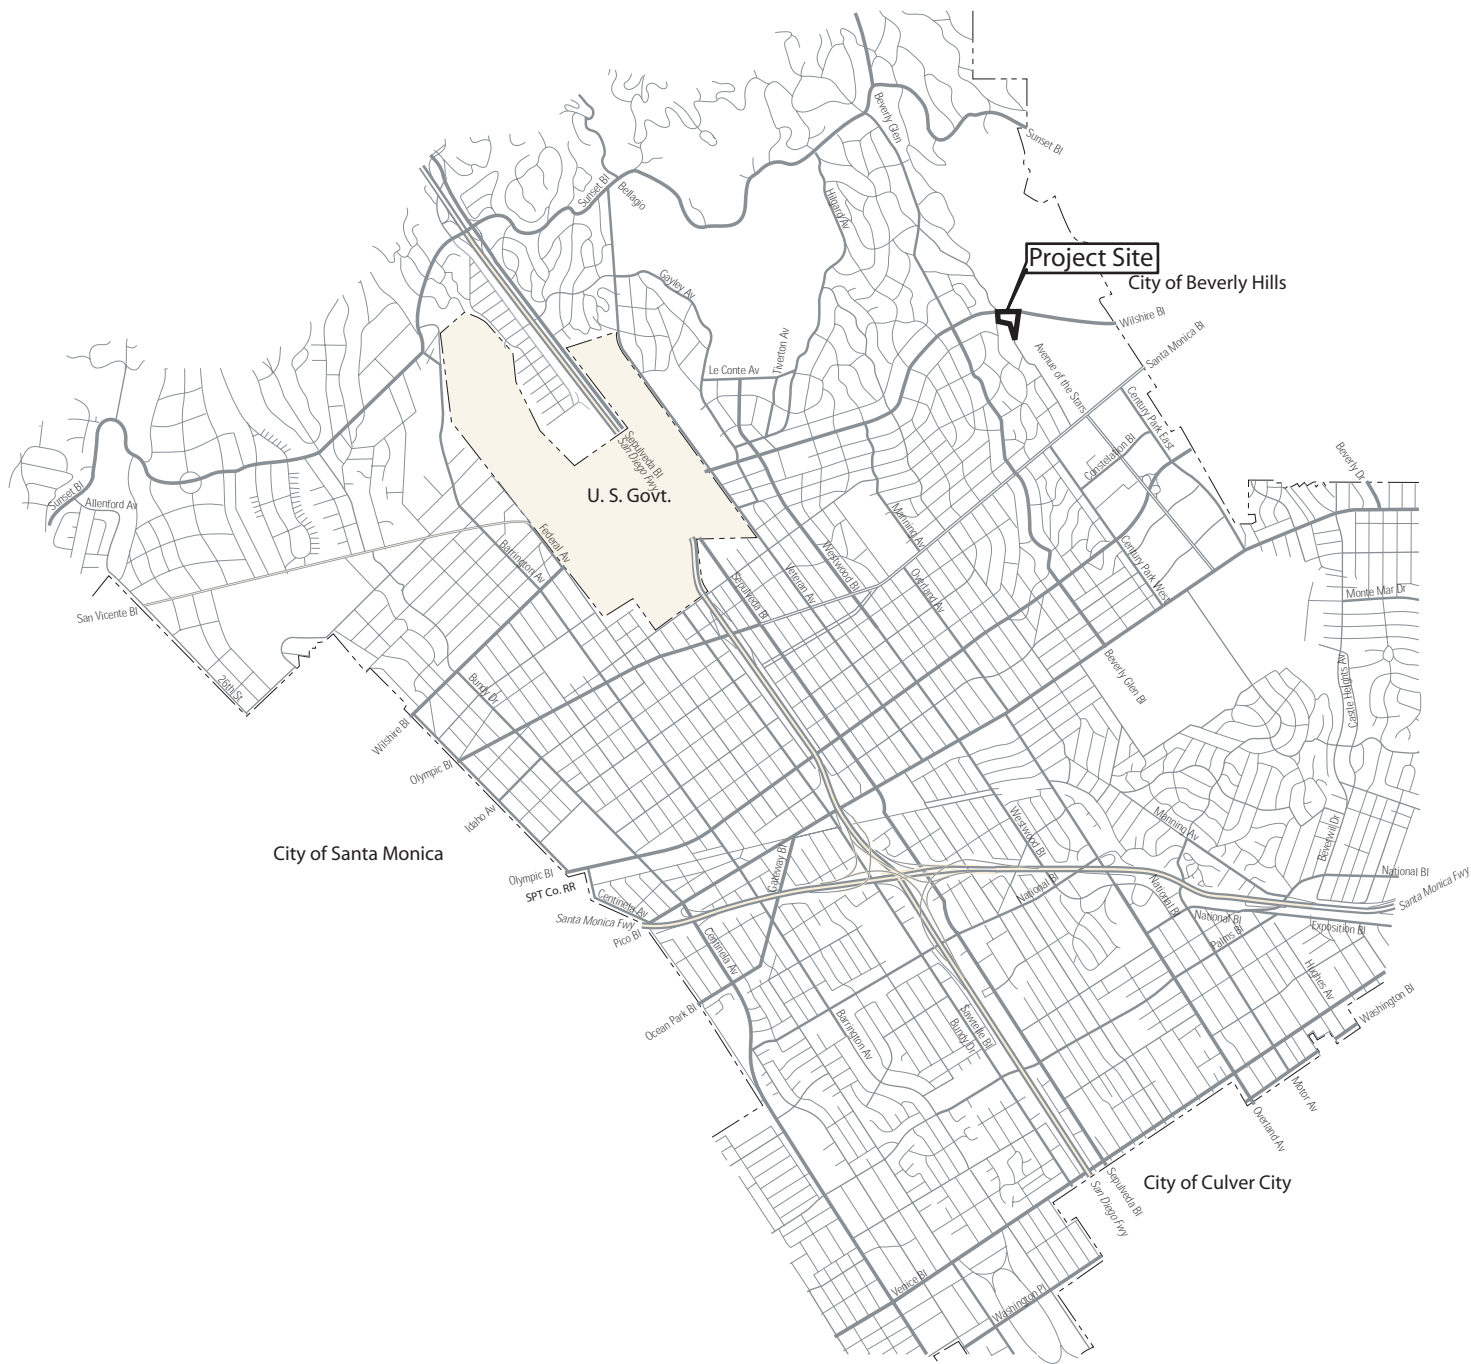 Beverly Glen
Sunset Bl
Sunset Bl
Bellagio
Hilgard Av
Project Site
City of Beverly Hills
Gayley Av
Wilshire Bl
Santa Monica Bl
Tiverton Av
Avenue of the Stars
Le Conte Av
Century Park East
Constellation Bl
Sepulveda Bl
San Diego Fwy
U. S. Govt.
Beverly Dr
Sunset Bl
Allenford Av
Manning Av
Federal Av
Barrington Av
Westwood Bl
Veteran Av
Overland Av
Century Park West
Sepulveda Bl
Monte Mar Dr
San Vicente Bl
26th St
Bundy Dr
Beverly Glen Bl
Castle Heights Av
Wilshire Bl
Olympic Bl
Idaho Av
Westwood Bl
Manning Av
Beverwill Dr
City of Santa Monica
Gateway Bl
Olympic Bl
SPT Co. RR
Centinela Av
National Bl
National Bl
National Bl
Santa Monica Fwy
Santa Monica Fwy
Pico Bl
National Bl
Palms Bl
Exposition Bl
Centinela Av
Hughes Av
Ocean Park Bl
Washington Bl
Barrington Av
Sawtelle Bl
Bundy Dr
Motor Av
Overland Av
City of Culver City
Sepulveda Bl
San Diego Fwy
Venice Bl
Washington Pl